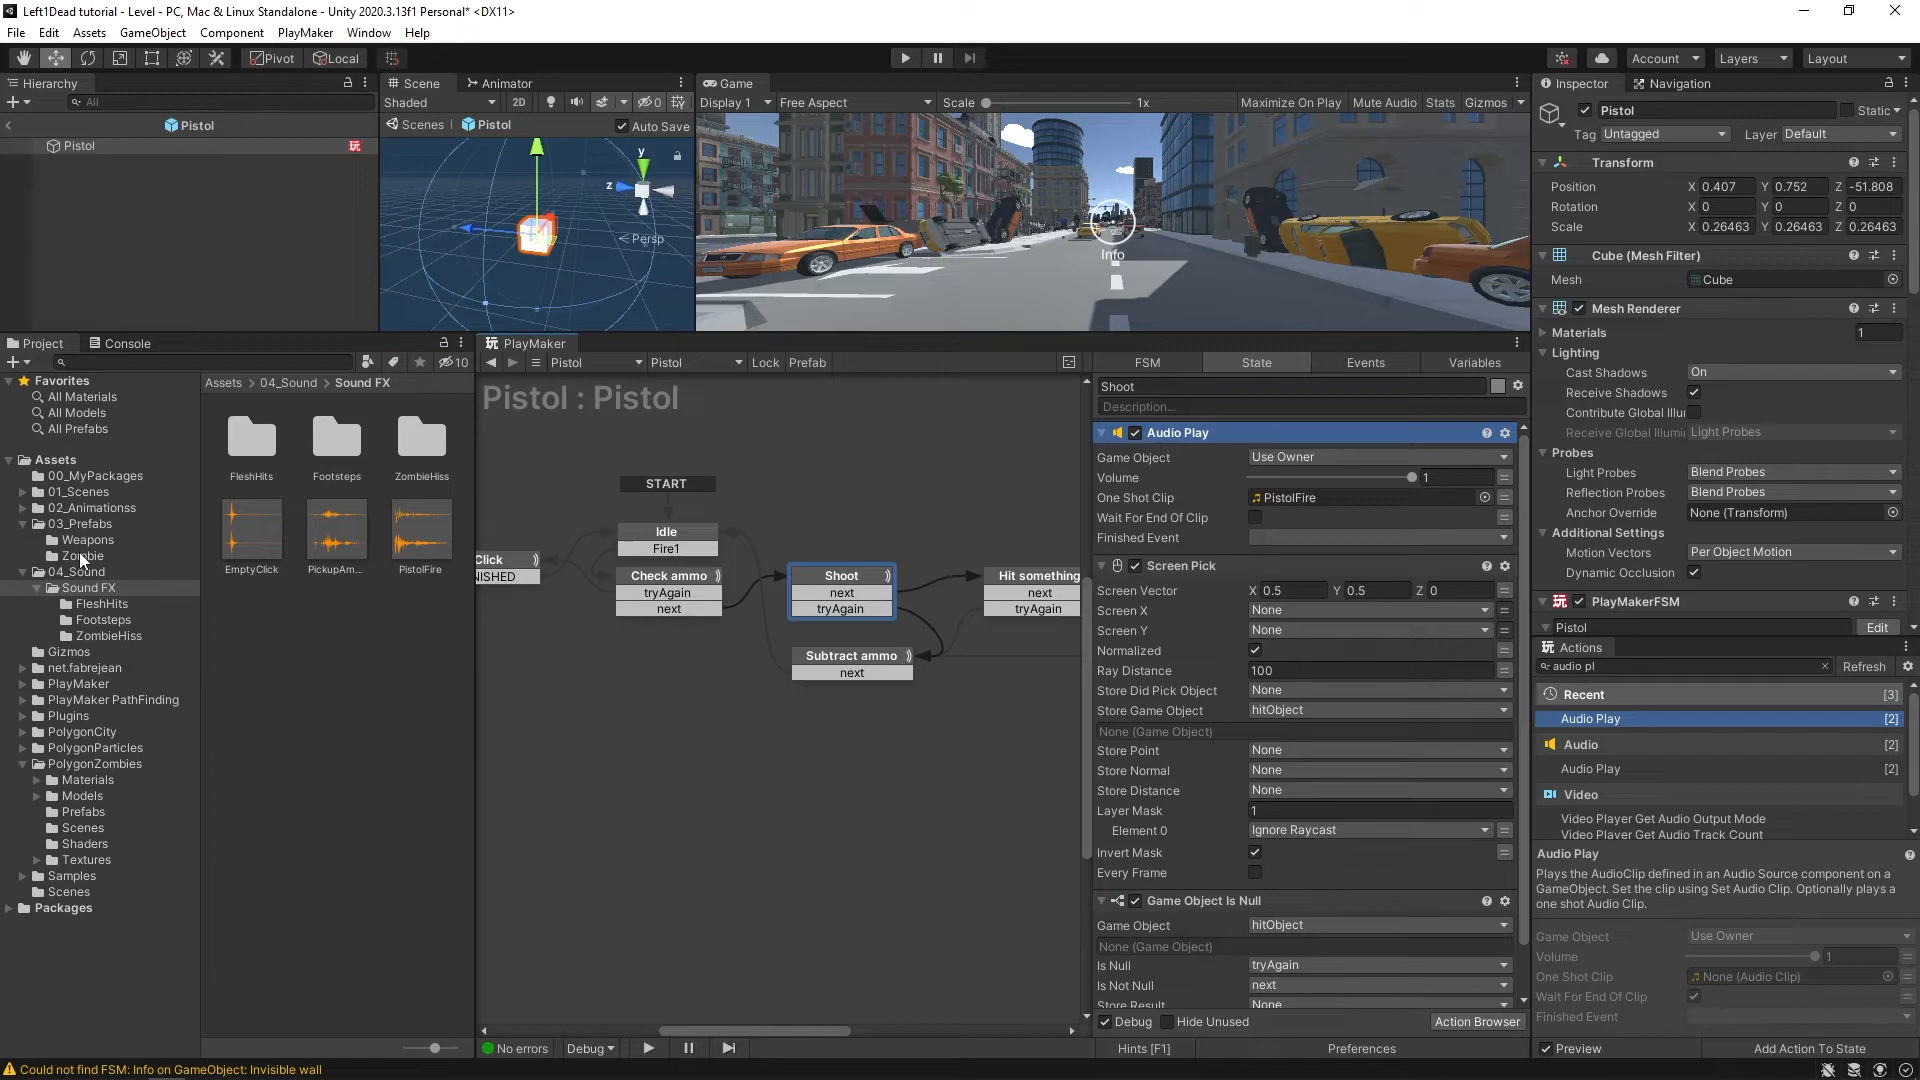 Left1Dead tutorial - Level - PC, Mac & Linux Standalone - Unity 2020.3.13f1 Personal* <DX11>
File Edit Assets GameObject Component PlayMaker Window Help
Pivot Local Account Layers Layout
Hierarchy
All
Pistol
Pistol
Scene Animator
Shaded 2D 0
Scenes Pistol Auto Save
y
z
Persp
Game
Display 1 Free Aspect Scale 1x Maximize On Play Mute Audio Stats Gizmos
Info
Project Console
10
Favorites
All Materials
All Models
All Prefabs
Assets
00_MyPackages
01_Scenes
02_Animationss
03_Prefabs
Weapons
Zombie
04_Sound
Sound FX
FleshHits
Footsteps
ZombieHiss
Gizmos
net.fabrejean
PlayMaker
PlayMaker PathFinding
Plugins
PolygonCity
PolygonParticles
PolygonZombies
Materials
Models
Prefabs
Scenes
Shaders
Textures
Samples
Scenes
Packages
Assets > 04_Sound > Sound FX
FleshHits Footsteps ZombieHiss
EmptyClick PickupAm... PistolFire
PlayMaker
Pistol Pistol Lock Prefab
Pistol : Pistol
START
Idle
Fire1
Click
NISHED
Check ammo
tryAgain
next
Shoot
next
tryAgain
Hit something
next
tryAgain
Subtract ammo
next
No errors Debug
FSM State Events Variables
Shoot
Description...
Audio Play
Game Object Use Owner
Volume 1
One Shot Clip PistolFire
Wait For End Of Clip
Finished Event
Screen Pick
Screen Vector X 0.5 Y 0.5 Z 0
Screen X None
Screen Y None
Normalized
Ray Distance 100
Store Did Pick Object None
Store Game Object hitObject
None (Game Object)
Store Point None
Store Normal None
Store Distance None
Layer Mask 1
Element 0 Ignore Raycast
Invert Mask
Every Frame
Game Object Is Null
Game Object hitObject
None (Game Object)
Is Null tryAgain
Is Not Null next
Store Result None
Debug Hide Unused Action Browser
Hints [F1] Preferences
Inspector Navigation
Pistol Static
Tag Untagged Layer Default
Transform
Position X 0.407 Y 0.752 Z -51.808
Rotation X 0 Y 0 Z 0
Scale X 0.26463 Y 0.26463 Z 0.26463
Cube (Mesh Filter)
Mesh Cube
Mesh Renderer
Materials 1
Lighting
Cast Shadows On
Receive Shadows
Contribute Global Illu
Receive Global Illumin Light Probes
Probes
Light Probes Blend Probes
Reflection Probes Blend Probes
Anchor Override None (Transform)
Additional Settings
Motion Vectors Per Object Motion
Dynamic Occlusion
PlayMakerFSM
Pistol Edit
Actions
audio pl Refresh
Recent [3]
Audio Play [2]
Audio [2]
Audio Play [2]
Video
Video Player Get Audio Output Mode
Video Player Get Audio Track Count
Audio Play
Plays the AudioClip defined in an Audio Source component on a
GameObject. Set the clip using Set Audio Clip. Optionally plays a
one shot Audio Clip.
Game Object Use Owner
Volume 1
One Shot Clip None (Audio Clip)
Wait For End Of Clip
Finished Event
Preview Add Action To State
Could not find FSM: Info on GameObject: Invisible wall